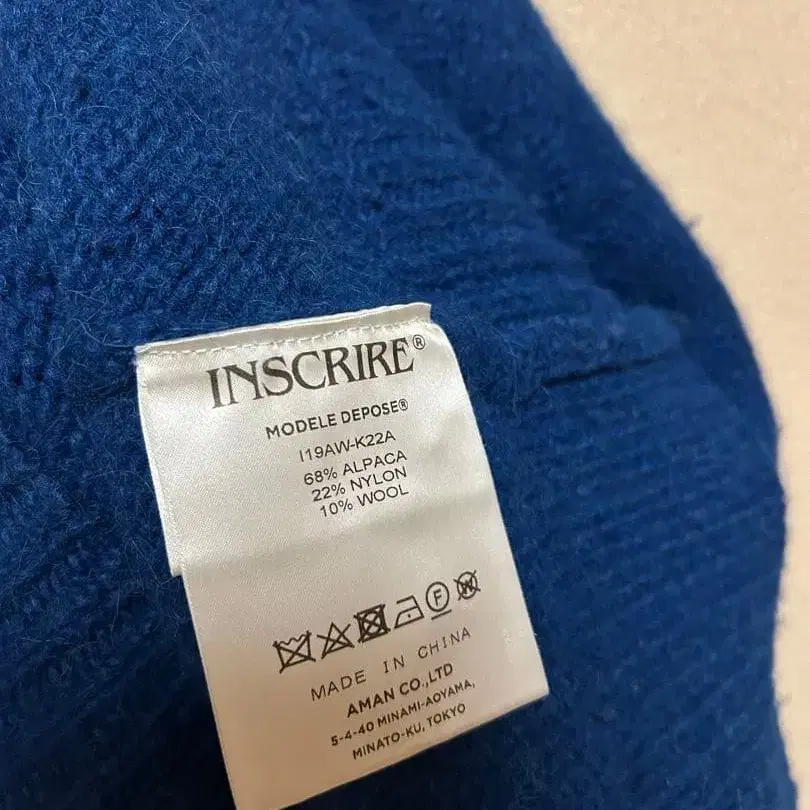 INSCRIRE®
MODELE DEPOSE®
I19AW-K22A
68% ALPACA
22% NYLON
10% WOOL
F W
MADE IN CHINA
AMAN CO.,LTD
5-4-40 MINAMI-AOYAMA,
MINATO-KU, TOKYO